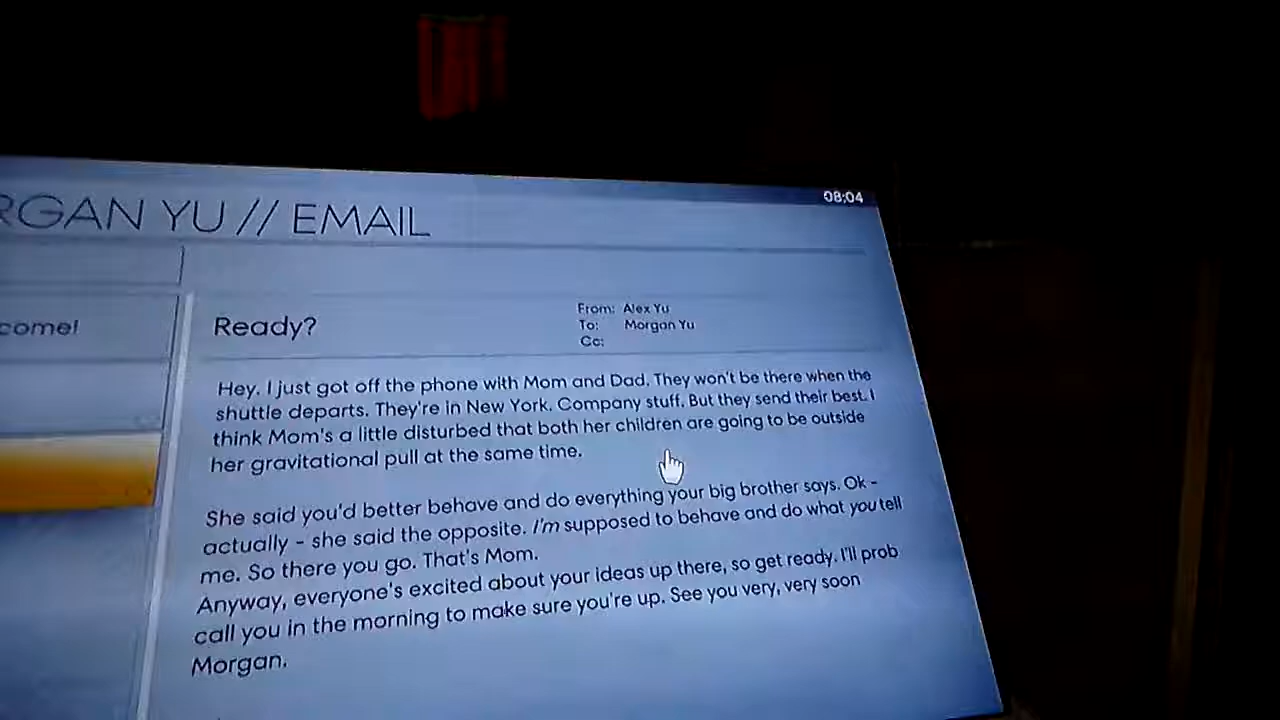 RGAN YU // EMAIL
08:04
come!
Ready?
From: Alex Yu
To: Morgan Yu
Cc:
Hey. I just got off the phone with Mom and Dad. They won't be there when the
shuttle departs. They're in New York. Company stuff. But they send their best. I
think Mom's a little disturbed that both her children are going to be outside
her gravitational pull at the same time.
She said you'd better behave and do everything your big brother says. Ok -
actually - she said the opposite. I'm supposed to behave and do what you tell
me. So there you go. That's Mom.
Anyway, everyone's excited about your ideas up there, so get ready. I'll prob
call you in the morning to make sure you're up. See you very, very soon
Morgan.